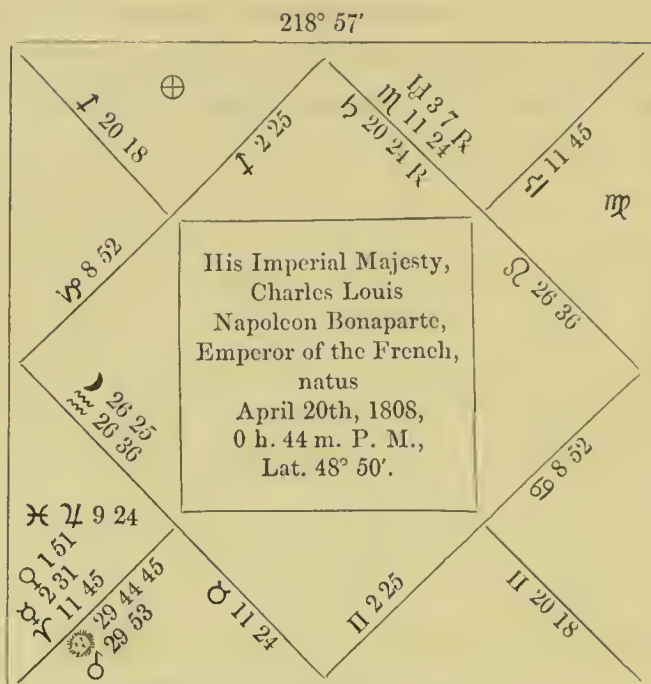 218° 57′
⊕
♐ 20 18
♐ 2 25
♅ 3 7 ℞
♏ 11 24
♄ 20 24 ℞
♎ 11 45
♍
♑ 8 52
♌ 26 36
His Imperial Majesty,
Charles Louis
Napoleon Bonaparte,
Emperor of the French,
natus
April 20th, 1808,
0 h. 44 m. P. M.,
Lat. 48° 50′.
☽ 26 25
♒ 26 36
♋ 8 52
♓ ♃ 9 24
♀ 1 51
☿ 2 31
♈ 11 45
☉ 29 44 45
♂ 29 53
♉ 11 24
♊ 2 25
♊ 20 18